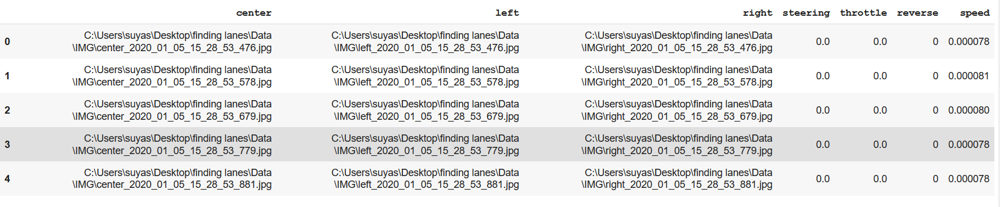 center left right steering throttle reverse speed
0 C:\Users\suyas\Desktop\finding lanes\Data \IMG\center_2020_01_05_15_28_53_476.jpg C:\Users\suyas\Desktop\finding lanes\Data \IMG\left_2020_01_05_15_28_53_476.jpg C:\Users\suyas\Desktop\finding lanes\Data \IMG\right_2020_01_05_15_28_53_476.jpg 0.0 0.0 0 0.000078
1 C:\Users\suyas\Desktop\finding lanes\Data \IMG\center_2020_01_05_15_28_53_578.jpg C:\Users\suyas\Desktop\finding lanes\Data \IMG\left_2020_01_05_15_28_53_578.jpg C:\Users\suyas\Desktop\finding lanes\Data \IMG\right_2020_01_05_15_28_53_578.jpg 0.0 0.0 0 0.000081
2 C:\Users\suyas\Desktop\finding lanes\Data \IMG\center_2020_01_05_15_28_53_679.jpg C:\Users\suyas\Desktop\finding lanes\Data \IMG\left_2020_01_05_15_28_53_679.jpg C:\Users\suyas\Desktop\finding lanes\Data \IMG\right_2020_01_05_15_28_53_679.jpg 0.0 0.0 0 0.000080
3 C:\Users\suyas\Desktop\finding lanes\Data \IMG\center_2020_01_05_15_28_53_779.jpg C:\Users\suyas\Desktop\finding lanes\Data \IMG\left_2020_01_05_15_28_53_779.jpg C:\Users\suyas\Desktop\finding lanes\Data \IMG\right_2020_01_05_15_28_53_779.jpg 0.0 0.0 0 0.000078
4 C:\Users\suyas\Desktop\finding lanes\Data \IMG\center_2020_01_05_15_28_53_881.jpg C:\Users\suyas\Desktop\finding lanes\Data \IMG\left_2020_01_05_15_28_53_881.jpg C:\Users\suyas\Desktop\finding lanes\Data \IMG\right_2020_01_05_15_28_53_881.jpg 0.0 0.0 0 0.000078